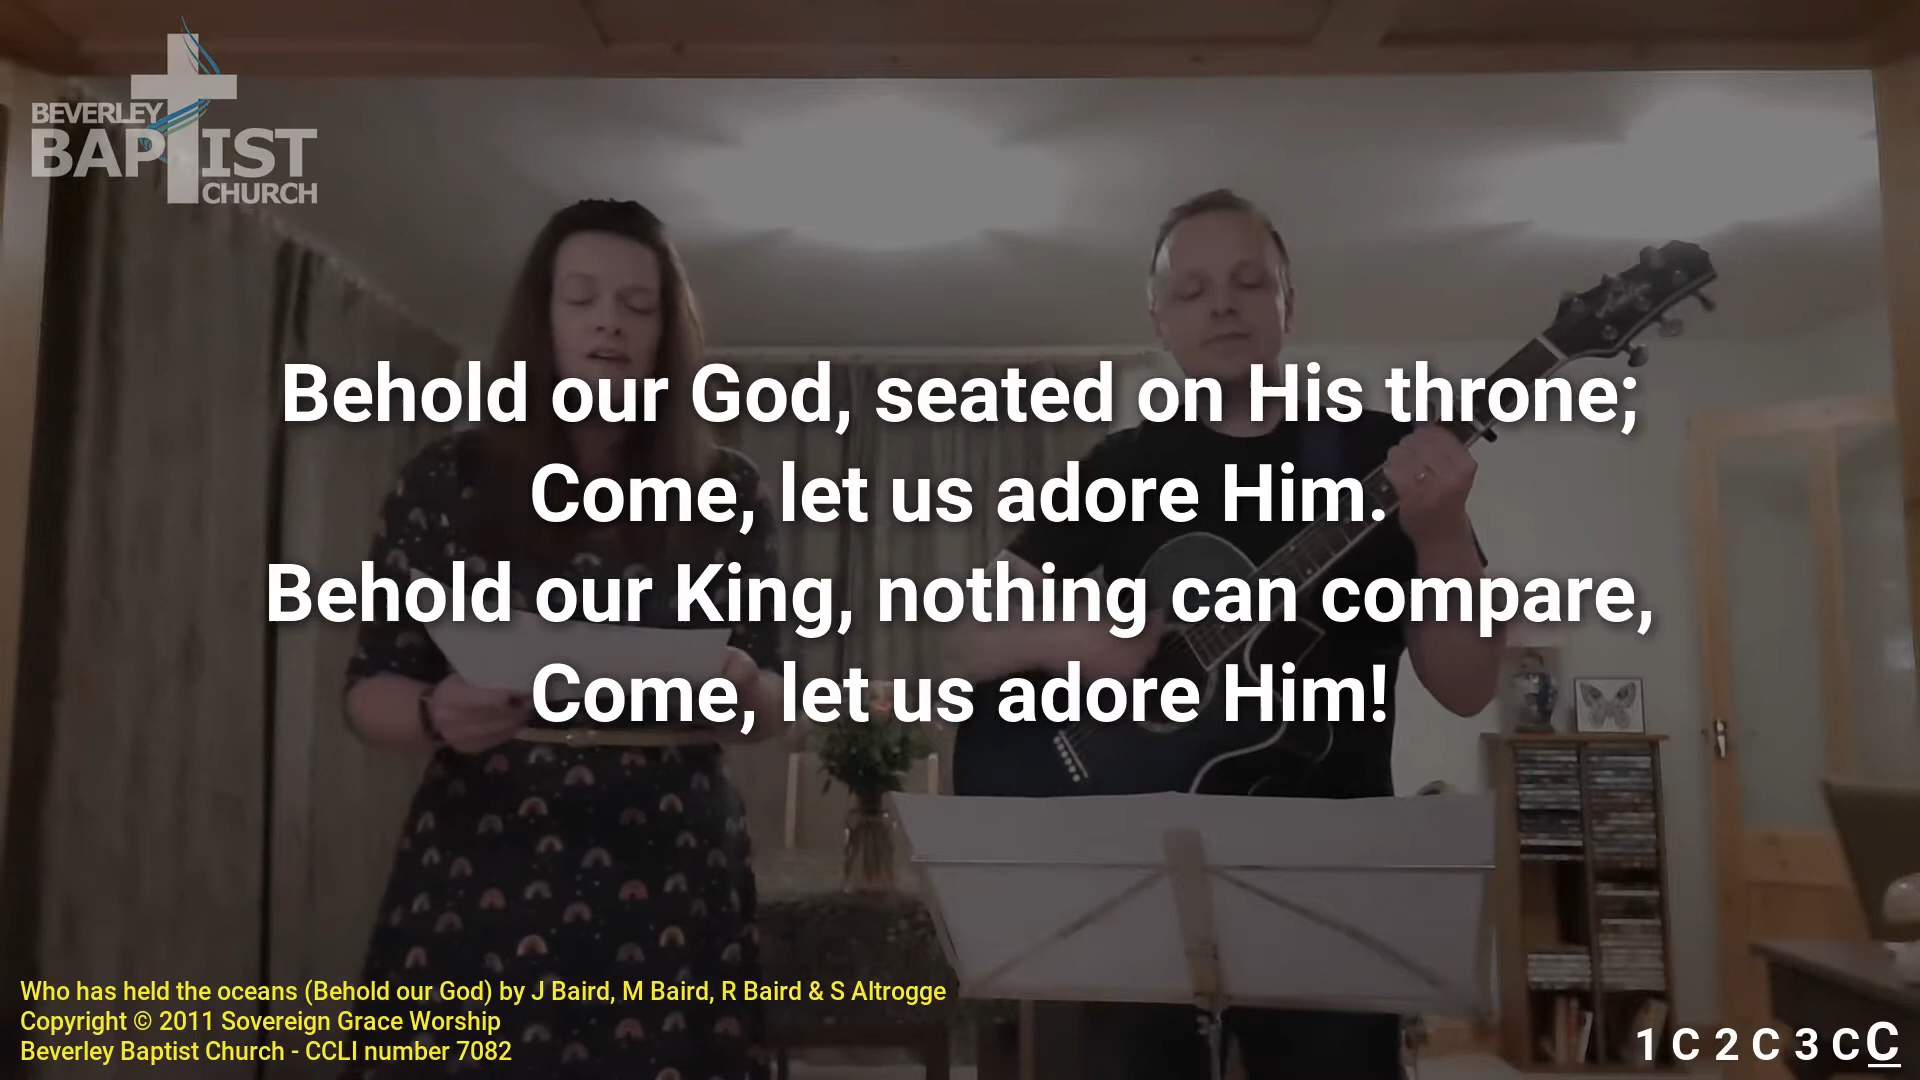 BEVERLEY
BAPTIST
CHURCH
Behold our God, seated on His throne;
Come, let us adore Him.
Behold our King, nothing can compare,
Come, let us adore Him!
Who has held the oceans (Behold our God) by J Baird, M Baird, R Baird & S Altrogge
Copyright © 2011 Sovereign Grace Worship
Beverley Baptist Church - CCLI number 7082
1 C 2 C 3 C C